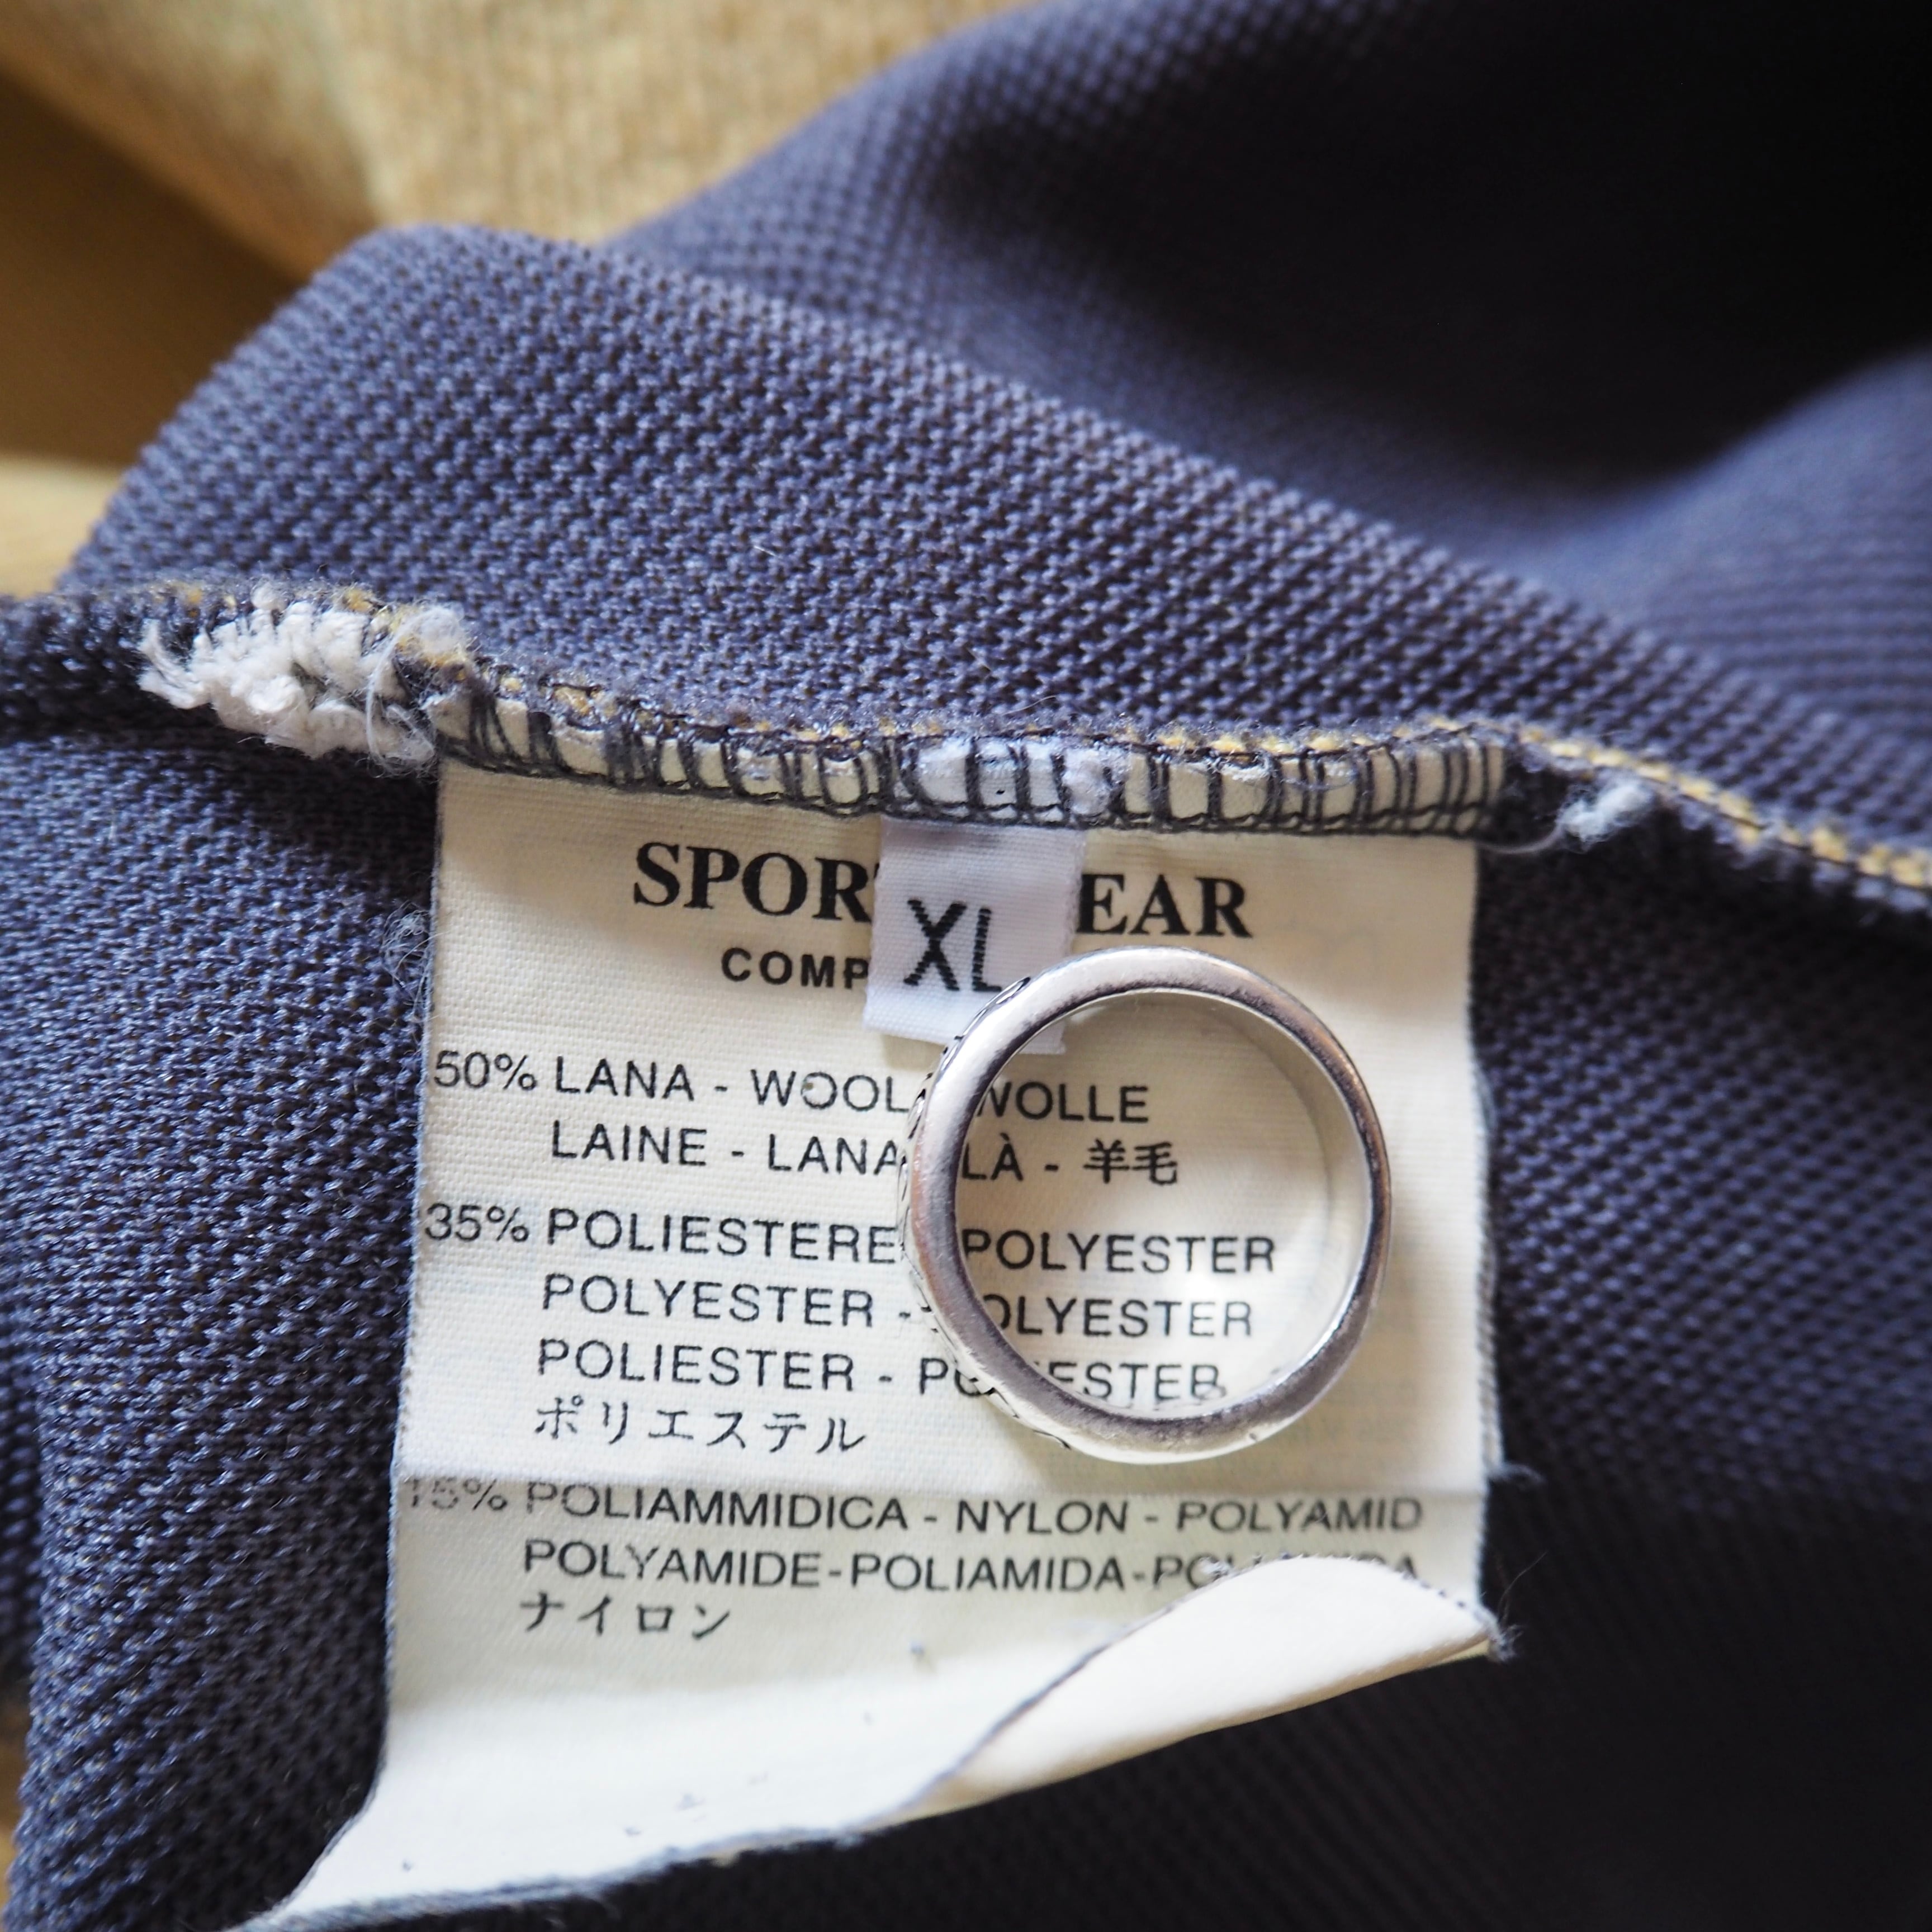 SPOR EAR
XL
COMP
50% LANA - WOOL WOLLE
LAINE - LANA LÀ - 羊毛
35% POLIESTERE POLYESTER
POLYESTER - OLYESTER
POLIESTER - PO ESTER
ポリエステル
15% POLIAMMIDICA - NYLON - POLYAMID
POLYAMIDE-POLIAMIDA-
ナイロン